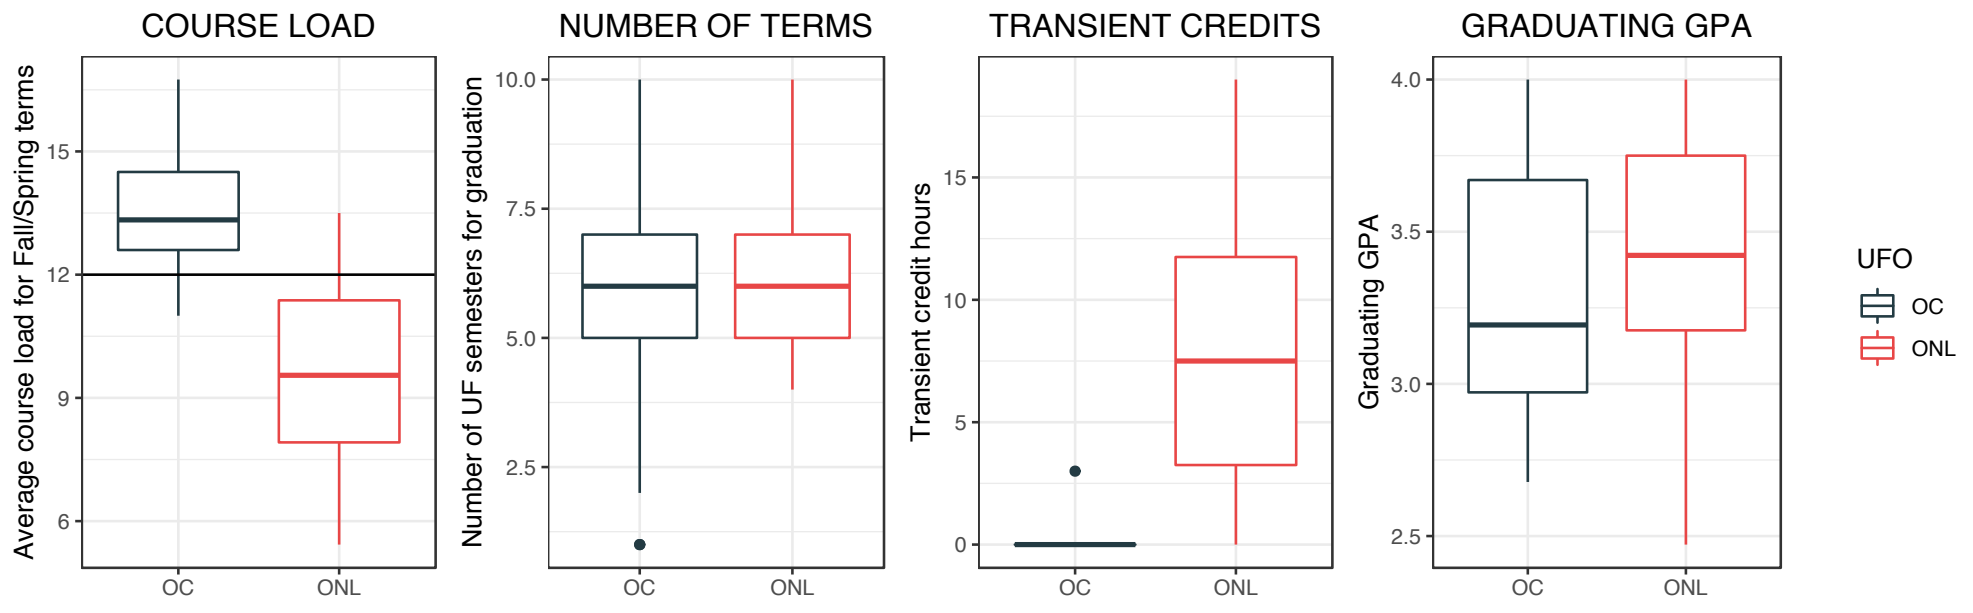 COURSE LOAD
Average course load for Fall/Spring terms
15
12
9
6
OC
ONL
NUMBER OF TERMS
Number of UF semesters for graduation
10.0
7.5
5.0
2.5
OC
ONL
TRANSIENT CREDITS
Transient credit hours
15
10
5
0
OC
ONL
GRADUATING GPA
Graduating GPA
4.0
3.5
3.0
2.5
OC
ONL
UFO
OC
ONL